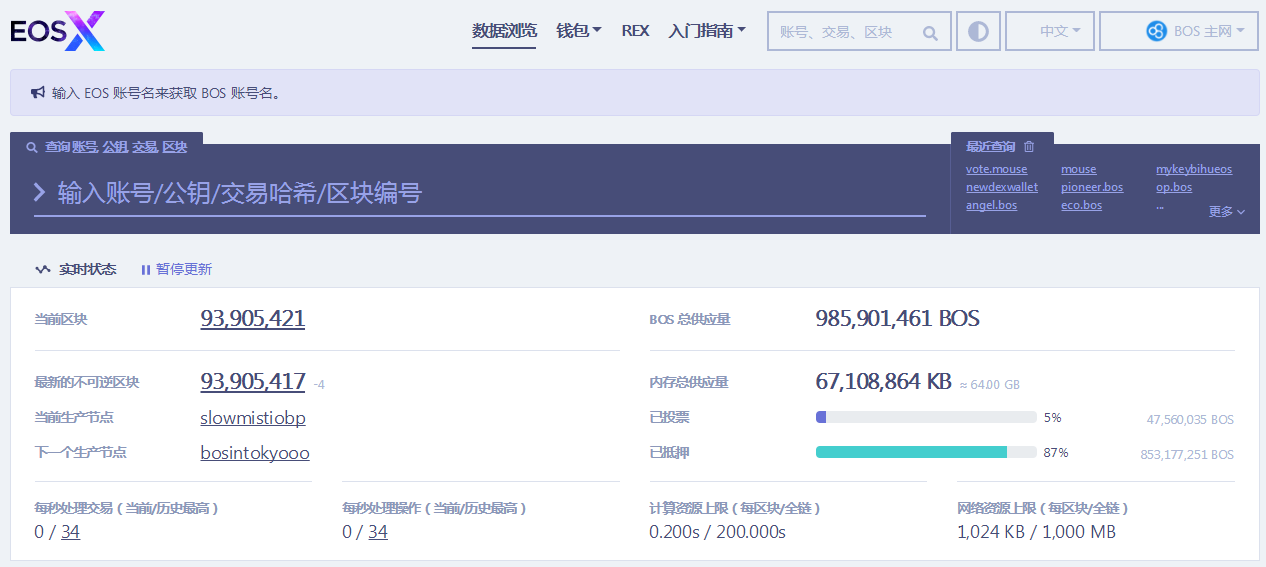 EOSX 数据浏览 钱包 REX 入门指南 账号、交易、区块 中文 BOS 主网
输入 EOS 账号名来获取 BOS 账号名。
查询 账号, 公钥, 交易, 区块
最近查询
输入账号/公钥/交易哈希/区块编号
vote.mouse mouse mykeybihueos
newdexwallet pioneer.bos op.bos
angel.bos eco.bos ...
更多
实时状态 暂停更新
当前区块 93,905,421 BOS 总供应量 985,901,461 BOS
最新的不可逆区块 93,905,417 -4 内存总供应量 67,108,864 KB ≈ 64.00 GB
当前生产节点 slowmistiobp 已投票 5% 47,560,035 BOS
下一个生产节点 bosintokyooo 已抵押 87% 853,177,251 BOS
每秒处理交易 ( 当前/历史最高 ) 每秒处理操作 ( 当前/历史最高 ) 计算资源上限 ( 每区块/全链 ) 网络资源上限 ( 每区块/全链 )
0 / 34 0 / 34 0.200s / 200.000s 1,024 KB / 1,000 MB